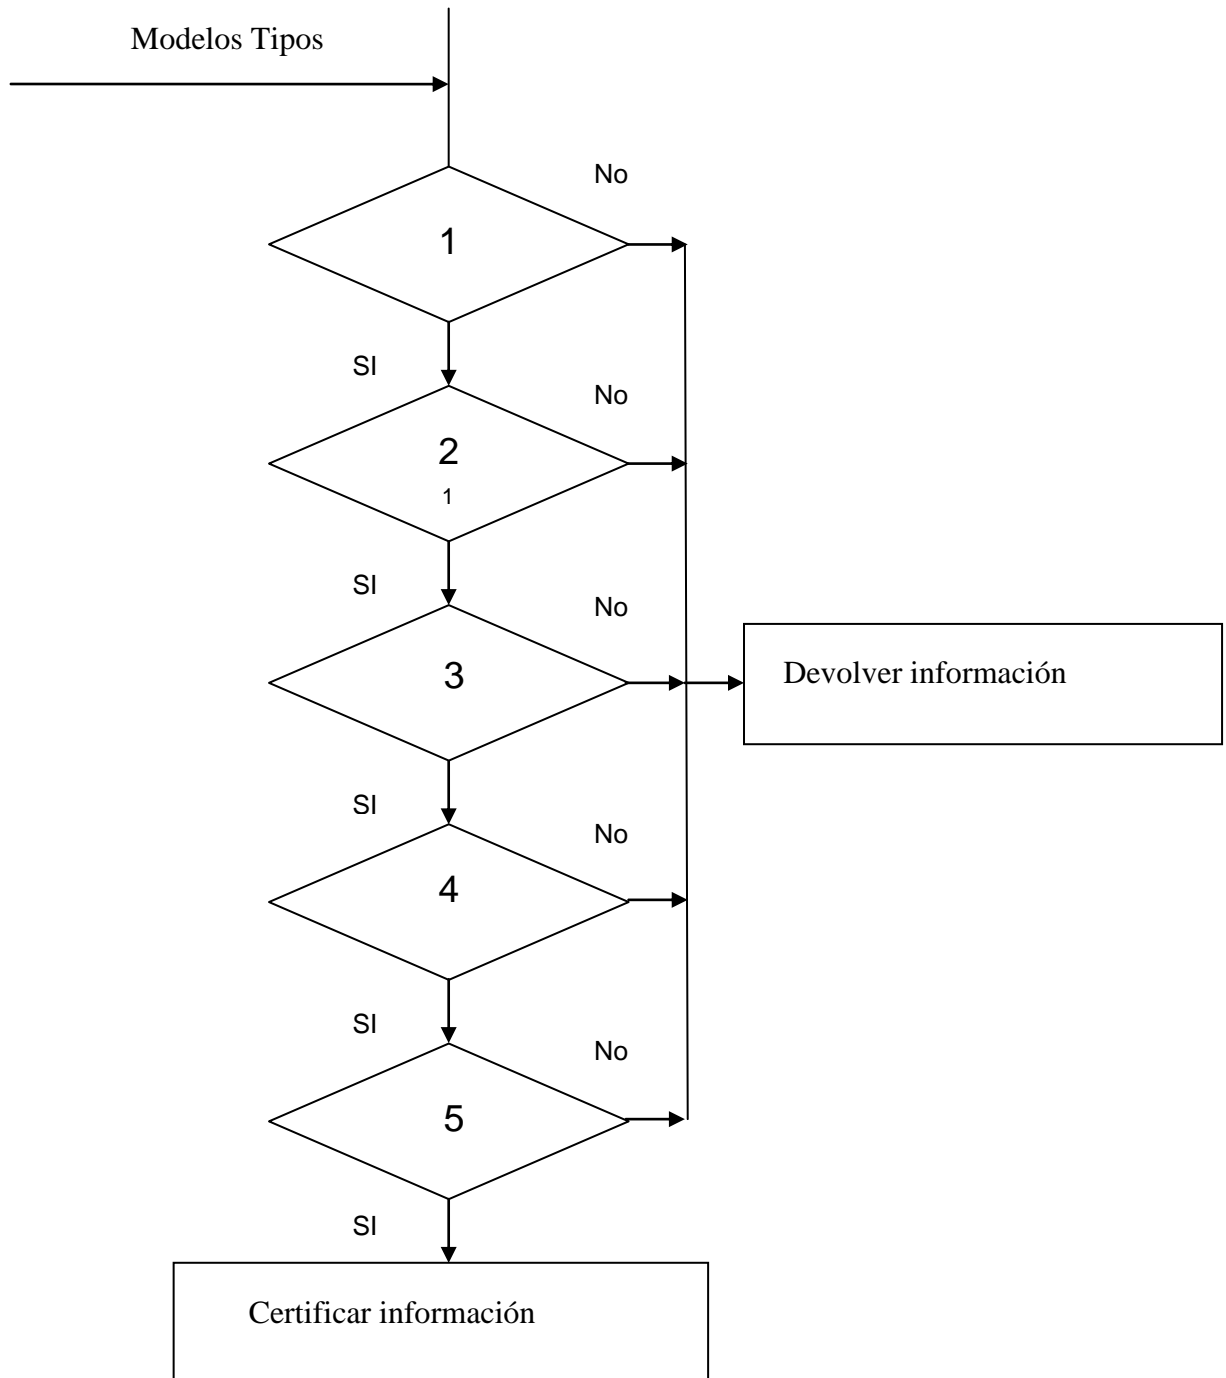 Modelos Tipos
No
1
SI
No
2
1
SI
No
3
Devolver información
SI
No
4
SI
No
5
SI
Certificar información